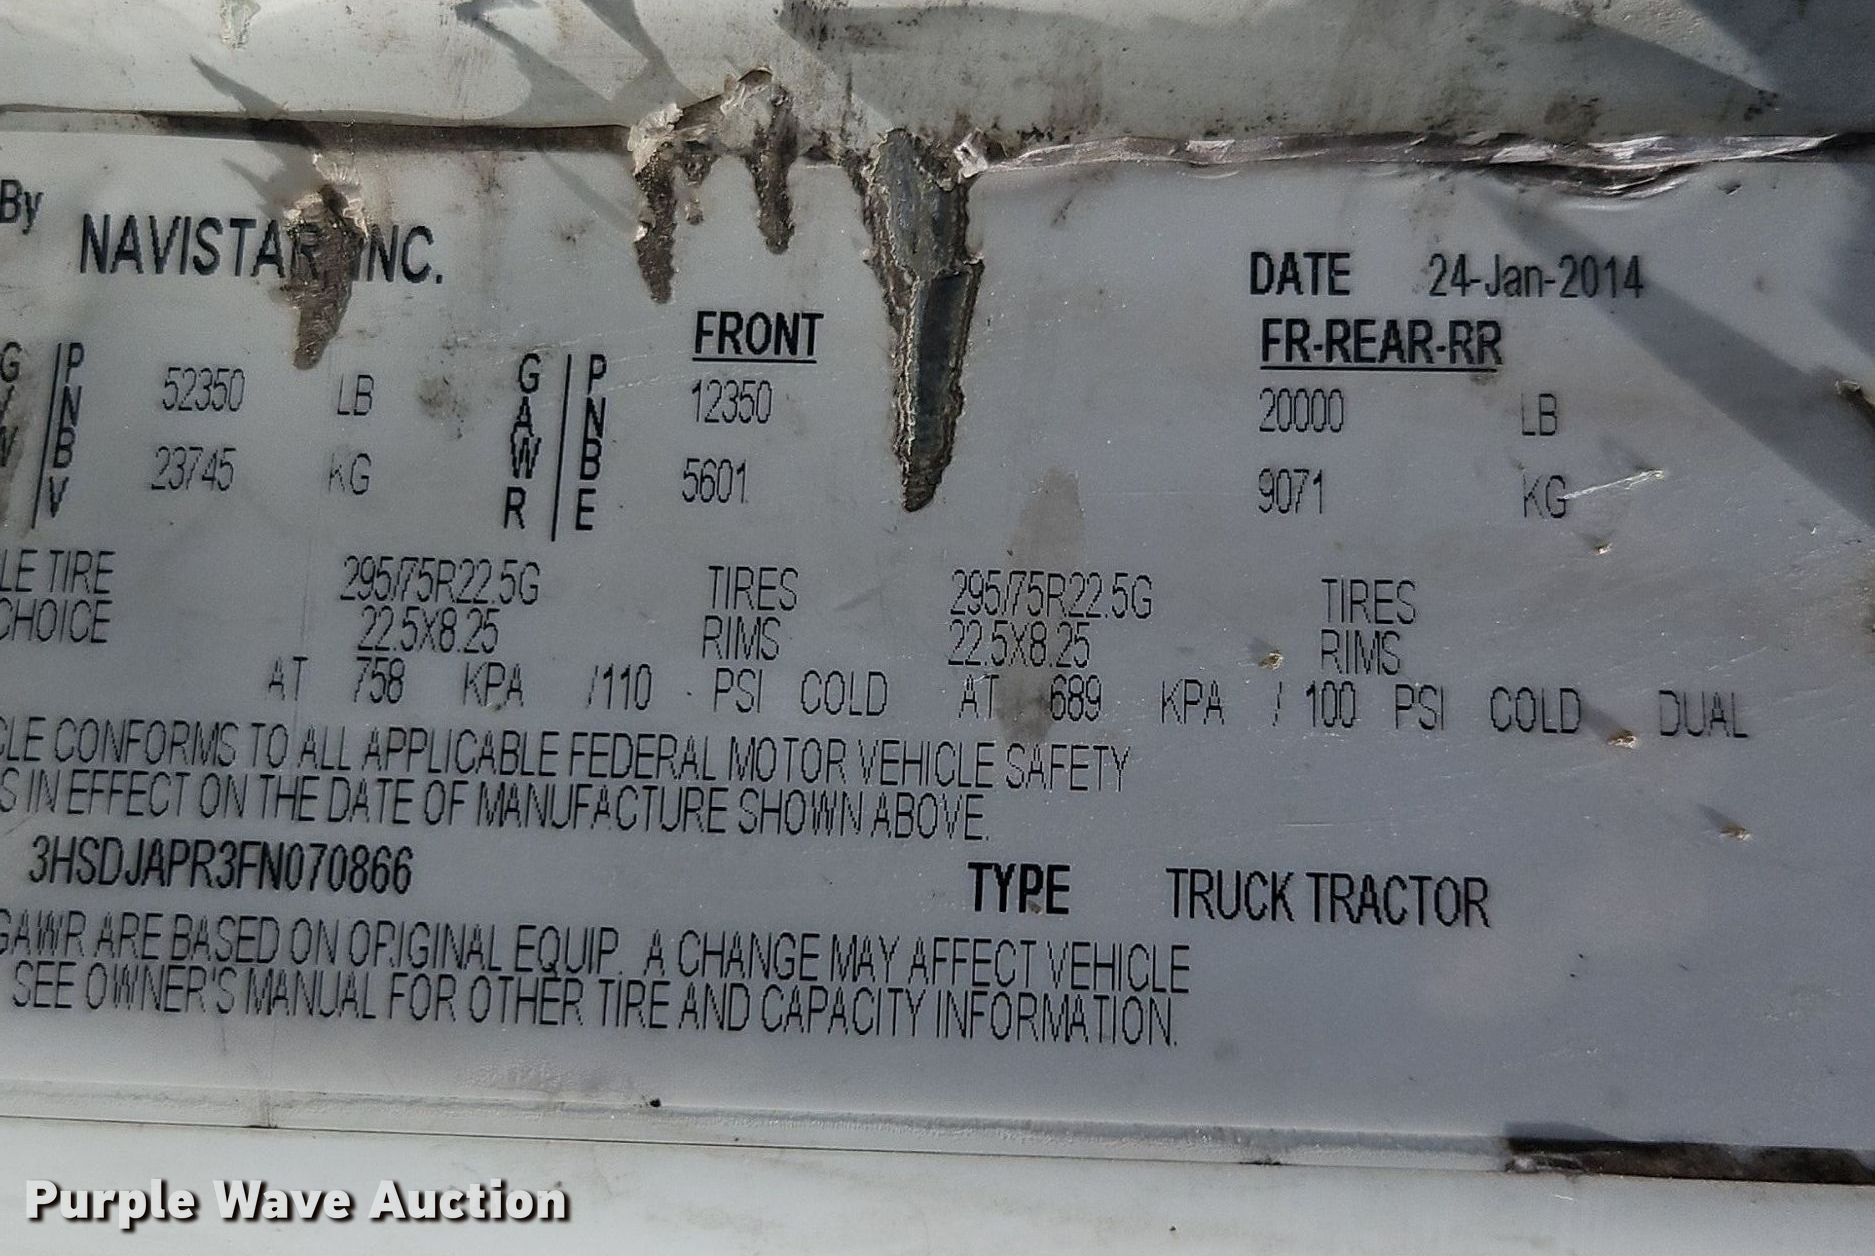 By
NAVISTAR, INC.
DATE 24-Jan-2014
FRONT FR-REAR-RR
GVW PNBV 52350 LB GAWR PNBE 12350 20000 LB
23745 KG 5601 9071 KG
LE TIRE 295/75R22.5G TIRES 295/75R22.5G TIRES
CHOICE 22.5X8.25 RIMS 22.5X8.25 RIMS
AT 758 KPA /110 PSI COLD AT 689 KPA / 100 PSI COLD DUAL
CLE CONFORMS TO ALL APPLICABLE FEDERAL MOTOR VEHICLE SAFETY
S IN EFFECT ON THE DATE OF MANUFACTURE SHOWN ABOVE.
3HSDJAPR3FN070866 TYPE TRUCK TRACTOR
GAWR ARE BASED ON ORIGINAL EQUIP. A CHANGE MAY AFFECT VEHICLE
SEE OWNER'S MANUAL FOR OTHER TIRE AND CAPACITY INFORMATION.
Purple Wave Auction